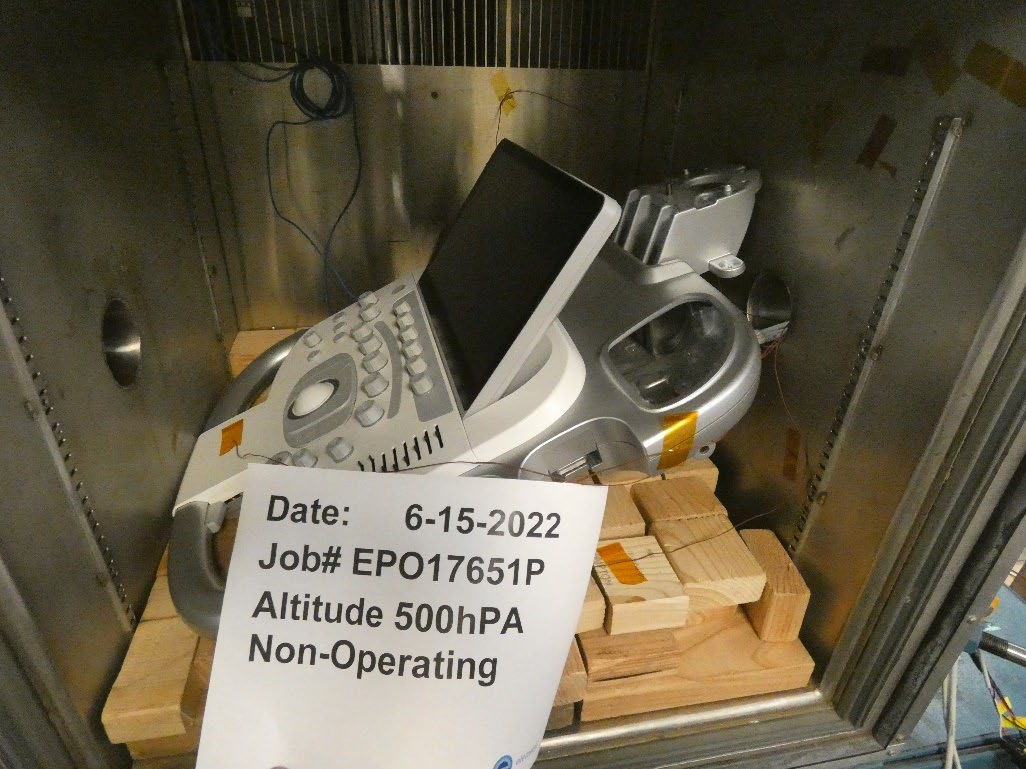 Date: 6-15-2022
Job# EPO17651P
Altitude 500hPA
Non-Operating